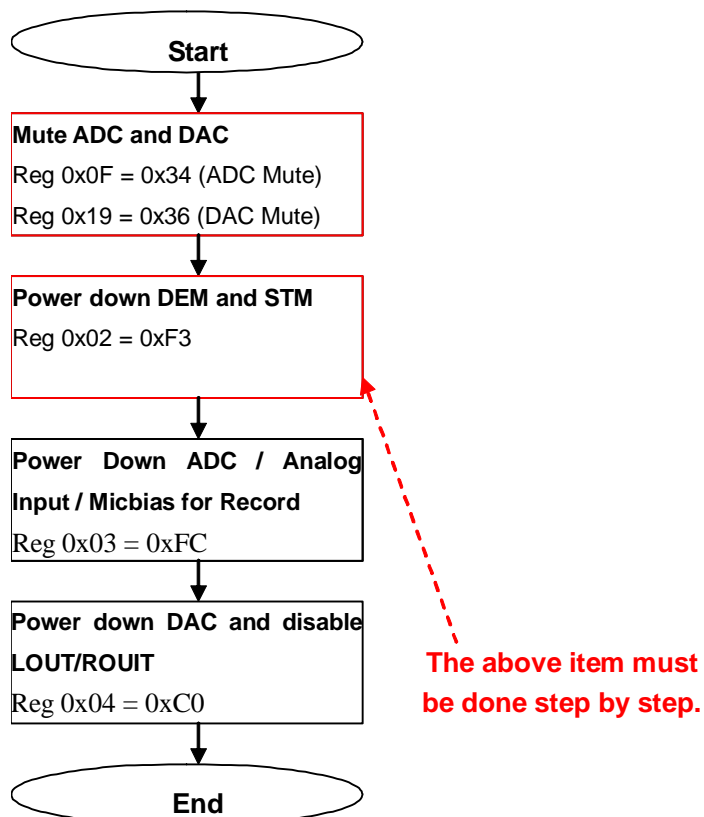 Start
Mute ADC and DAC
Reg 0x0F = 0x34 (ADC Mute)
Reg 0x19 = 0x36 (DAC Mute)
Power down DEM and STM
Reg 0x02 = 0xF3
Power Down ADC / Analog
Input / Micbias for Record
Reg 0x03 = 0xFC
Power down DAC and disable
LOUT/ROUIT
Reg 0x04 = 0xC0
The above item must
be done step by step.
End